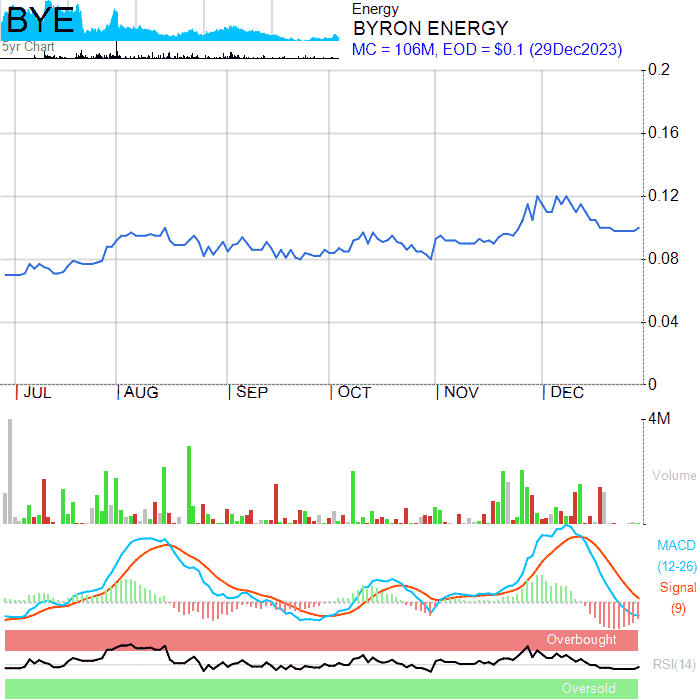 BYE
5yr Chart
Energy
BYRON ENERGY
MC = 106M, EOD = $0.1 (29Dec2023)
0.2
0.16
0.12
0.08
0.04
0
JUL AUG SEP OCT NOV DEC
4M
Volume
MACD
(12-26)
Signal
(9)
Overbought
RSI(14)
Oversold